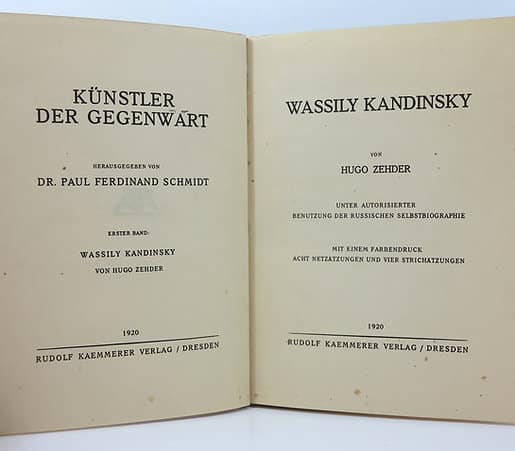 KÜNSTLER
DER GEGENWART
HERAUSGEGEBEN VON
DR. PAUL FERDINAND SCHMIDT
ERSTER BAND:
WASSILY KANDINSKY
VON HUGO ZEHDER
1920
RUDOLF KAEMMERER VERLAG / DRESDEN
WASSILY KANDINSKY
VON
HUGO ZEHDER
UNTER AUTORISIERTER
BENUTZUNG DER RUSSISCHEN SELBSTBIOGRAPHIE
MIT EINEM FARBENDRUCK
ACHT NETZÄTZUNGEN UND VIER STRICHÄTZUNGEN
1920
RUDOLF KAEMMERER VERLAG / DRESDEN